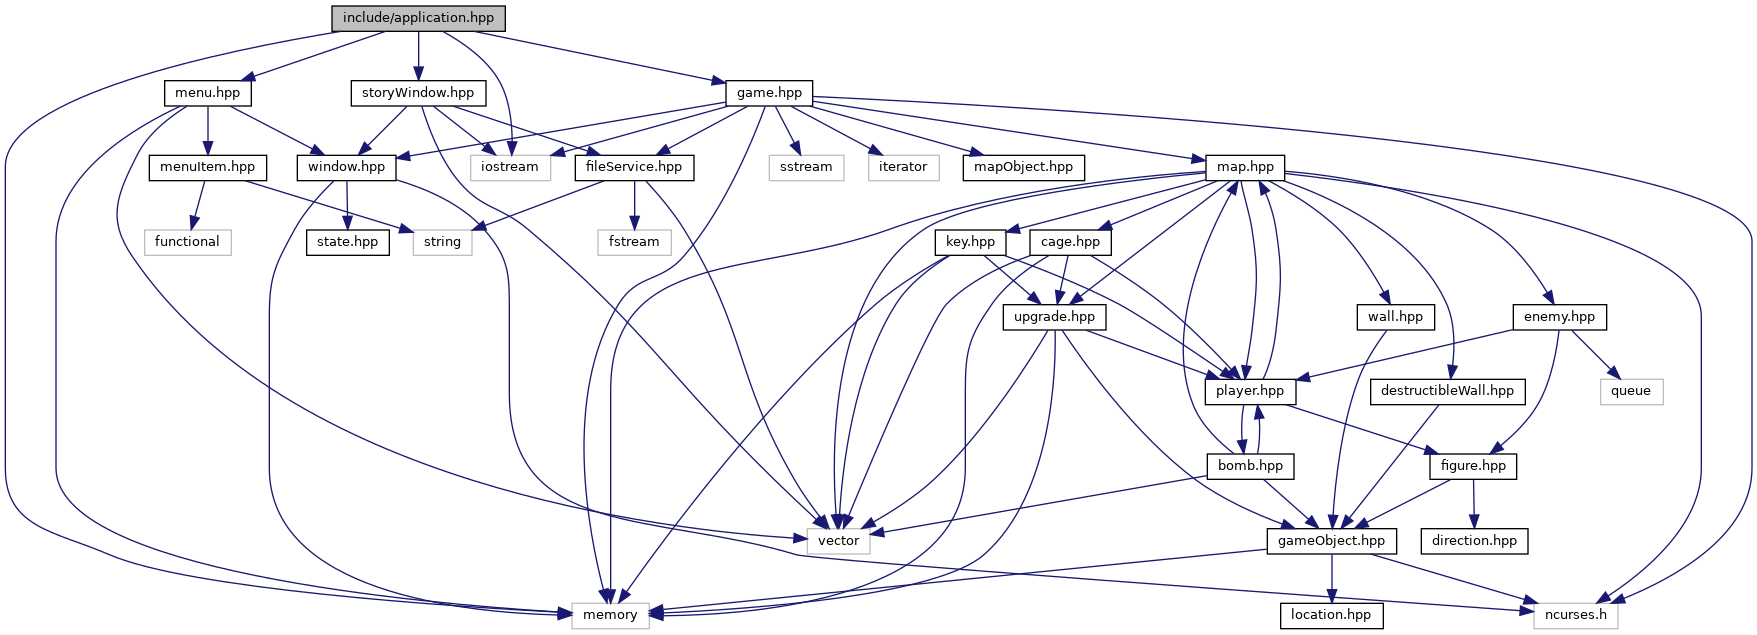 include/application.hpp
menu.hpp
storyWindow.hpp
game.hpp
menuItem.hpp
window.hpp
iostream
fileService.hpp
sstream
iterator
mapObject.hpp
map.hpp
functional
state.hpp
string
fstream
key.hpp
cage.hpp
upgrade.hpp
wall.hpp
enemy.hpp
player.hpp
destructibleWall.hpp
queue
bomb.hpp
figure.hpp
vector
gameObject.hpp
direction.hpp
memory
location.hpp
ncurses.h